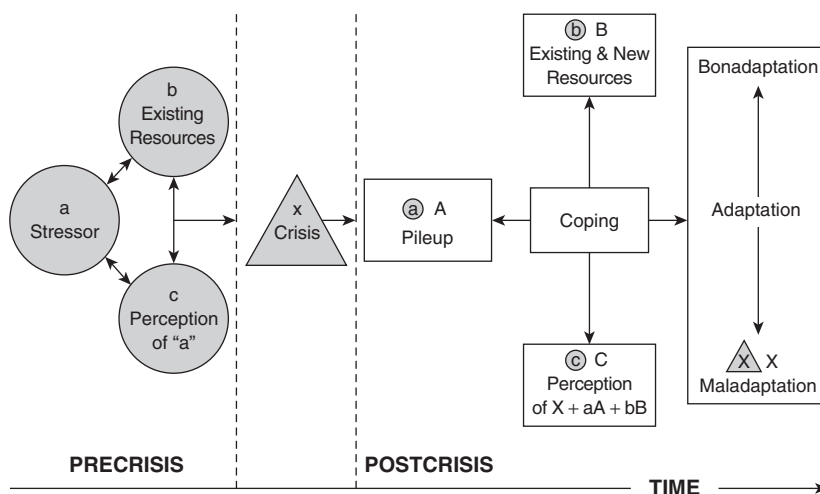 b
Existing
Resources
a
Stressor
c
Perception
of “a”
x
Crisis
a A
Pileup
b B
Existing & New
Resources
Coping
c C
Perception
of X + aA + bB
Bonadaptation
Adaptation
X X
Maladaptation
PRECRISIS
POSTCRISIS
TIME